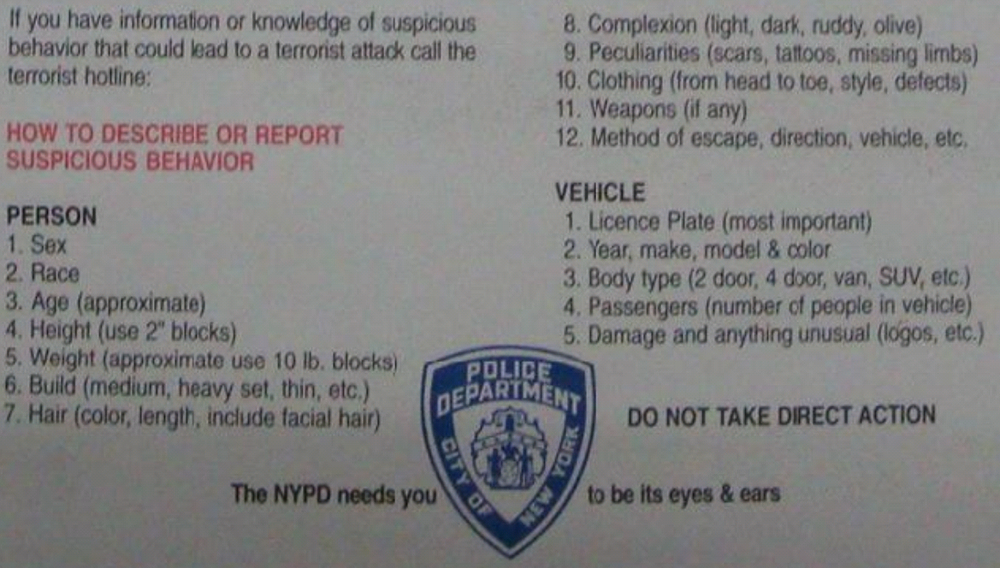 If you have information or knowledge of suspicious
behavior that could lead to a terrorist attack call the
terrorist hotline:
HOW TO DESCRIBE OR REPORT
SUSPICIOUS BEHAVIOR
PERSON
1. Sex
2. Race
3. Age (approximate)
4. Height (use 2" blocks)
5. Weight (approximate use 10 lb. blocks)
6. Build (medium, heavy set, thin, etc.)
7. Hair (color, length, include facial hair)
8. Complexion (light, dark, ruddy, olive)
9. Peculiarities (scars, tattoos, missing limbs)
10. Clothing (from head to toe, style, defects)
11. Weapons (if any)
12. Method of escape, direction, vehicle, etc.
VEHICLE
1. Licence Plate (most important)
2. Year, make, model & color
3. Body type (2 door, 4 door, van, SUV, etc.)
4. Passengers (number of people in vehicle)
5. Damage and anything unusual (logos, etc.)
DO NOT TAKE DIRECT ACTION
POLICE
DEPARTMENT
CITY OF NEW YORK
The NYPD needs you to be its eyes & ears